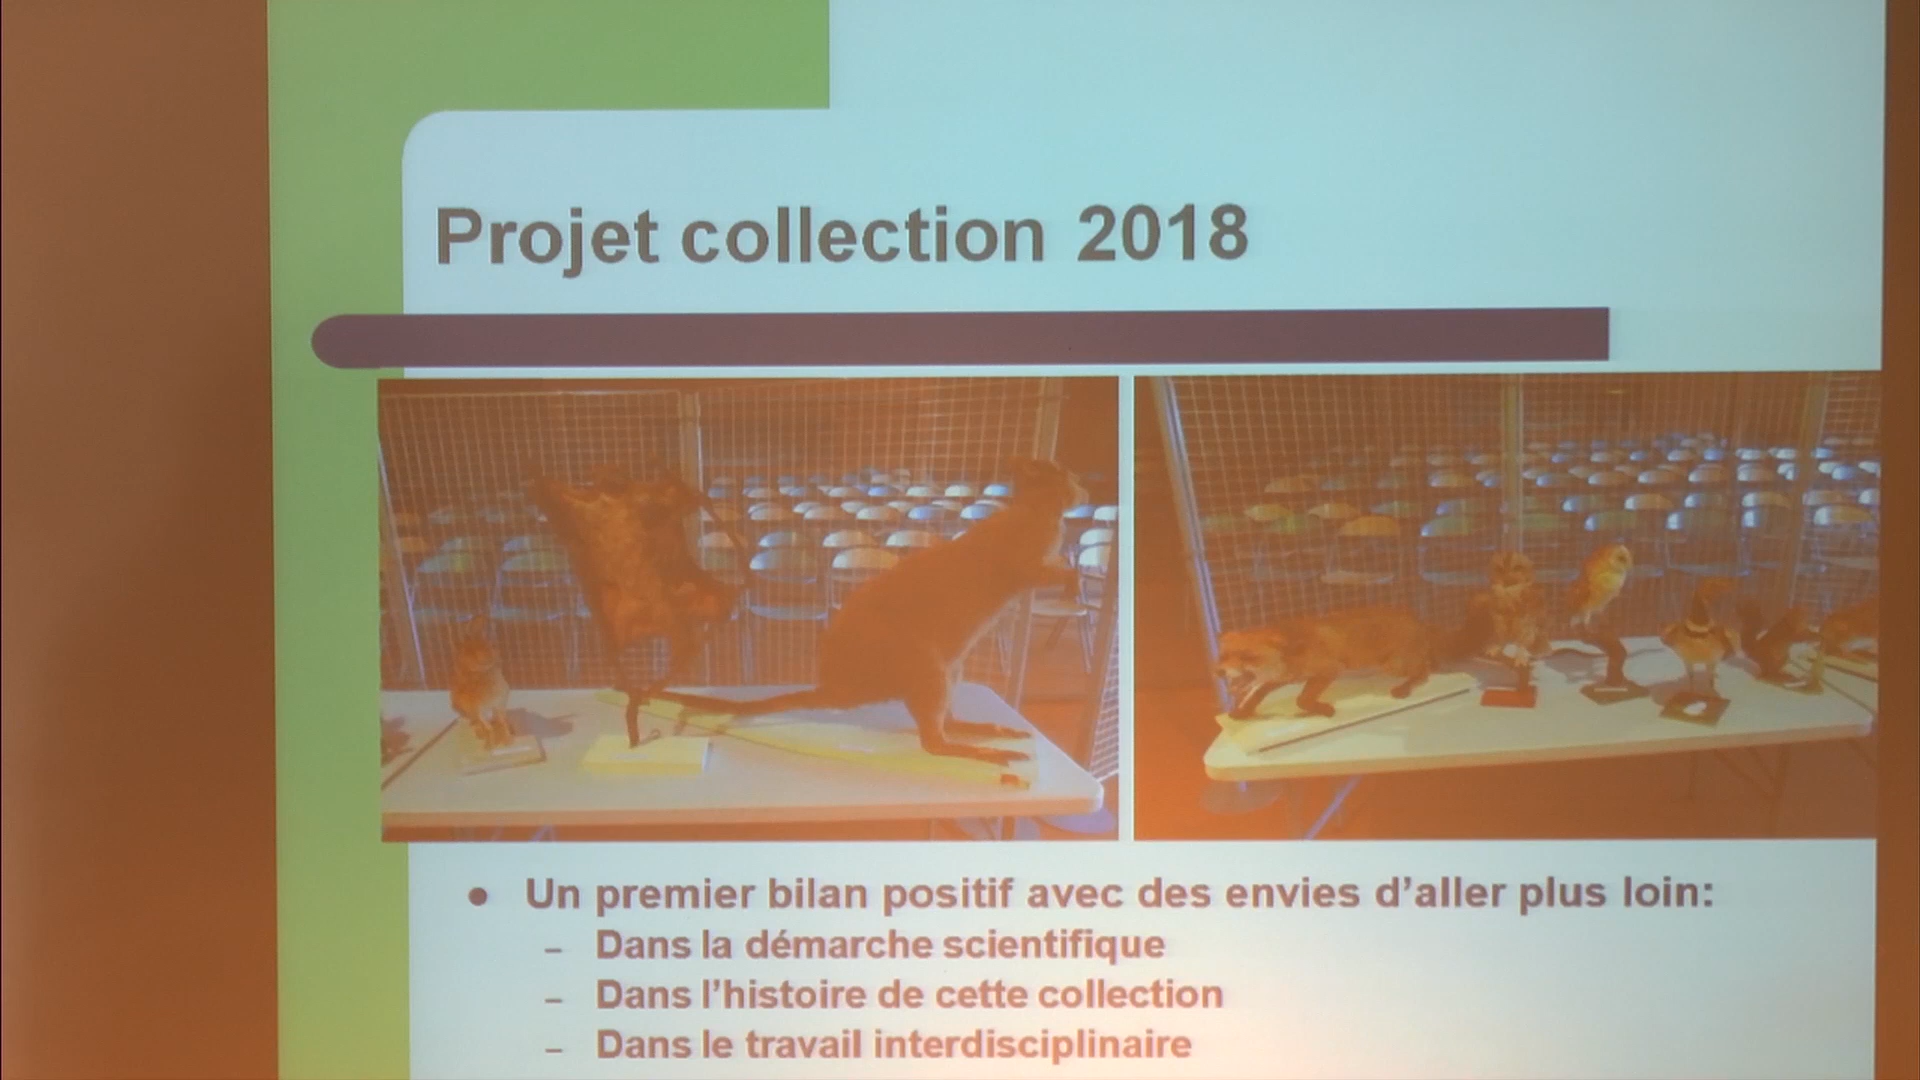 Projet collection 2018
● Un premier bilan positif avec des envies d’aller plus loin:
– Dans la démarche scientifique
– Dans l’histoire de cette collection
– Dans le travail interdisciplinaire